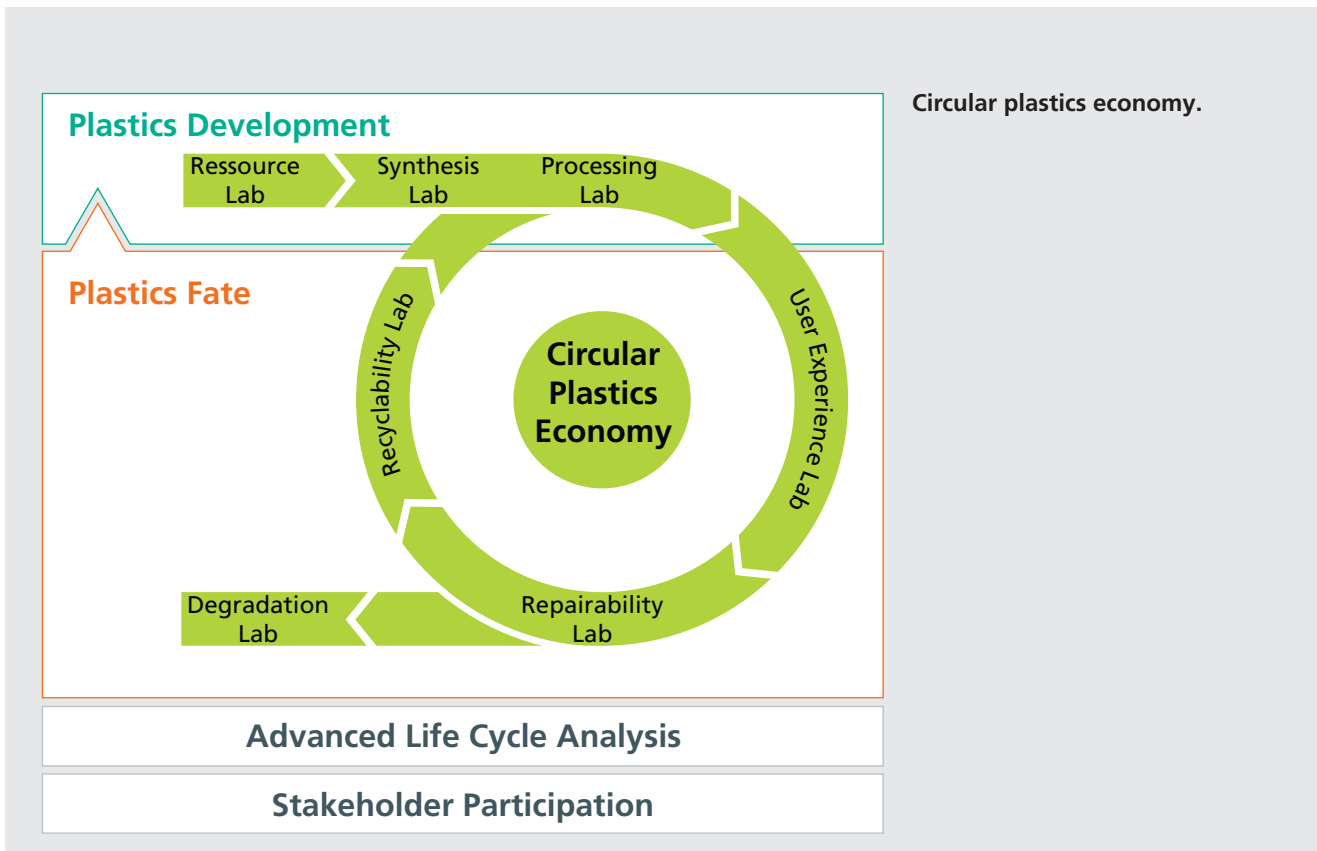 Circular plastics economy.
Plastics Development
Ressource
Lab
Synthesis
Lab
Processing
Lab
Plastics Fate
User Experience Lab
Recyclability Lab
Circular
Plastics
Economy
Repairability
Lab
Degradation
Lab
Advanced Life Cycle Analysis
Stakeholder Participation